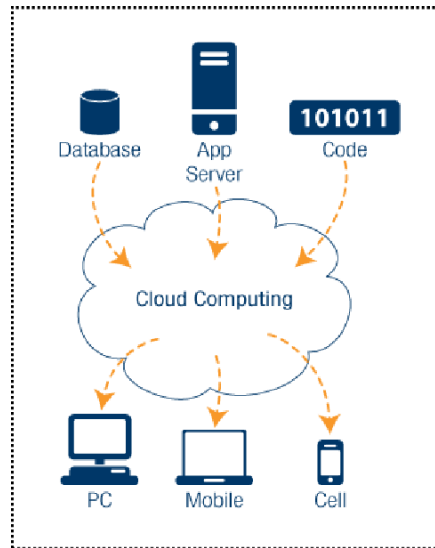 101011
Database
App
Server
Code
Cloud Computing
PC
Mobile
Cell